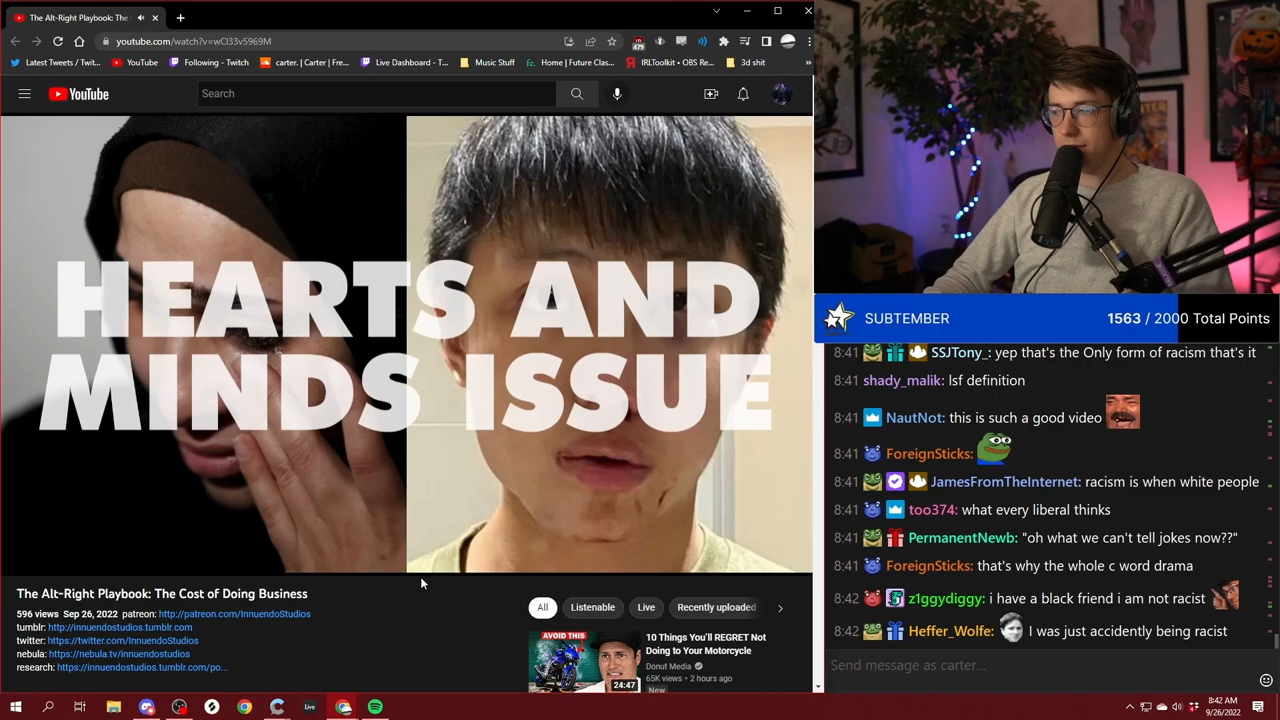 The Alt-Right Playbook: The
youtube.com/watch?v=wCl33v5969M
479
Latest Tweets / Twit...
YouTube
Following - Twitch
carter. | Carter | Fre...
Live Dashboard - T...
Music Stuff
fc. Home | Future Clas...
IRLToolkit • OBS Re...
3d shit
YouTube
Search
HEARTS AND
MINDS ISSUE
The Alt-Right Playbook: The Cost of Doing Business
596 views Sep 26, 2022 patreon: http://patreon.com/InnuendoStudios
tumblr: http://innuendostudios.tumblr.com
twitter: https://twitter.com/InnuendoStudios
nebula: https://nebula.tv/innuendostudios
research: https://innuendostudios.tumblr.com/po...
All
Listenable
Live
Recently uploaded
AVOID THIS
24:47
10 Things You'll REGRET Not
Doing to Your Motorcycle
Donut Media
65K views • 2 hours ago
New
SUBTEMBER
1563 / 2000 Total Points
8:41 SSJTony_: yep that's the Only form of racism that's it
shady_malik: lsf definition
8:41 NautNot: this is such a good video
8:41 ForeignSticks:
8:41 JamesFromTheInternet: racism is when white people
8:41 too374: what every liberal thinks
8:41 PermanentNewb: "oh what we can't tell jokes now??"
8:41 ForeignSticks: that's why the whole c word drama
8:42 z1ggydiggy: i have a black friend i am not racist
8:42 Heffer_Wolfe: I was just accidently being racist
Send message as carter...
Live
8:42 AM
9/26/2022